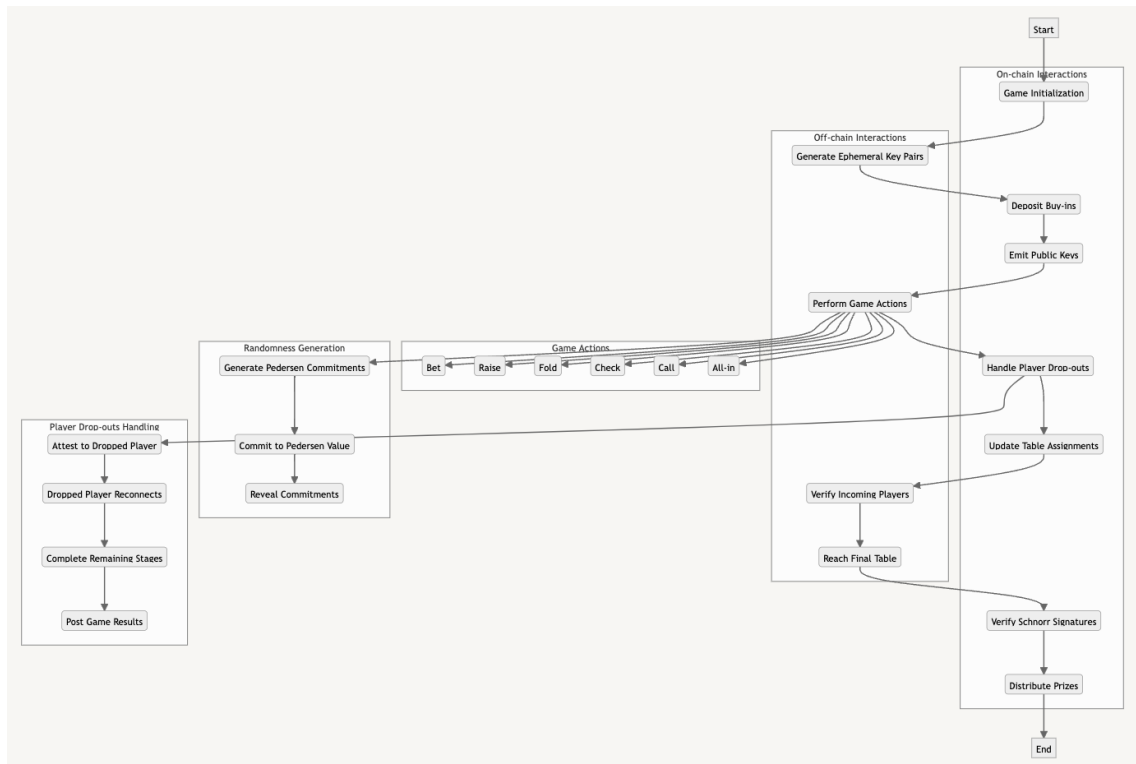 Start
On-chain Interactions
Game Initialization
Off-chain Interactions
Generate Ephemeral Key Pairs
Deposit Buy-ins
Emit Public Keys
Perform Game Actions
Randomness Generation
Game Actions
Generate Pedersen Commitments
Bet
Raise
Fold
Check
Call
All-in
Handle Player Drop-outs
Player Drop-outs Handling
Attest to Dropped Player
Commit to Pedersen Value
Update Table Assignments
Dropped Player Reconnects
Reveal Commitments
Verify Incoming Players
Complete Remaining Stages
Reach Final Table
Post Game Results
Verify Schnorr Signatures
Distribute Prizes
End